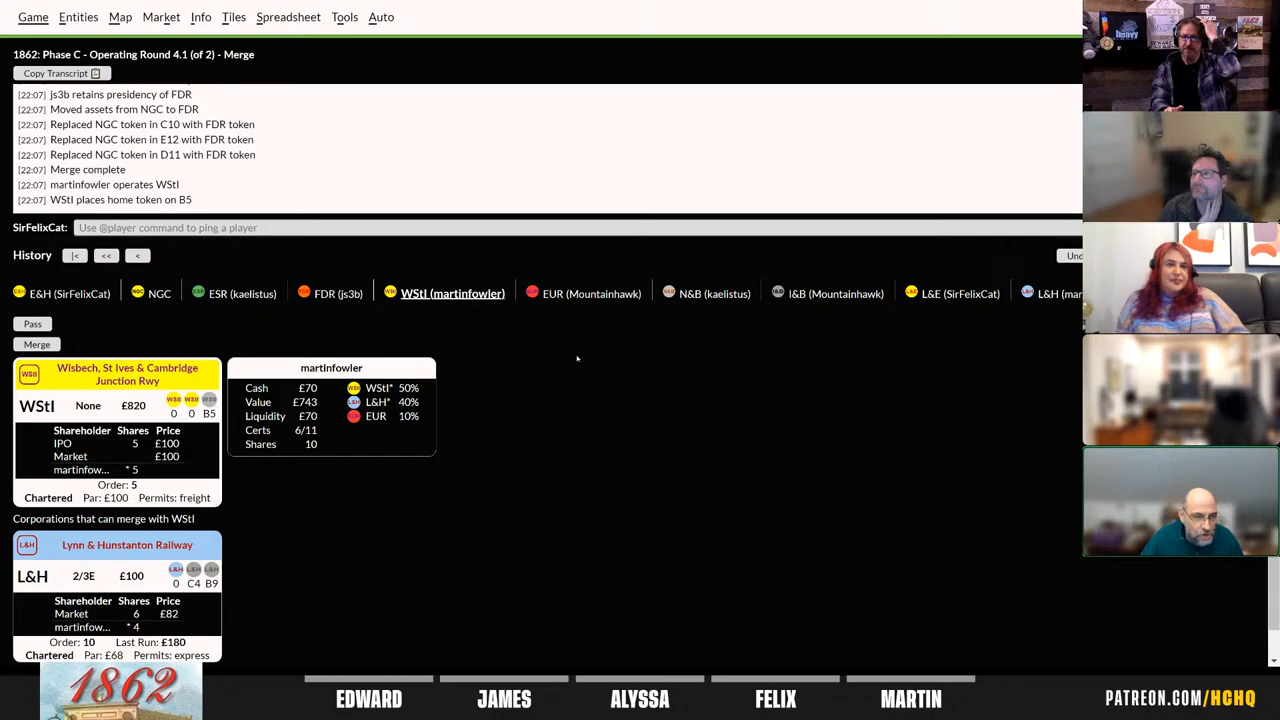 Game Entities Map Market Info Tiles Spreadsheet Tools Auto
1862: Phase C - Operating Round 4.1 (of 2) - Merge
Copy Transcript
[22:07] js3b retains presidency of FDR
[22:07] Moved assets from NGC to FDR
[22:07] Replaced NGC token in C10 with FDR token
[22:07] Replaced NGC token in E12 with FDR token
[22:07] Replaced NGC token in D11 with FDR token
[22:07] Merge complete
[22:07] martinfowler operates WStI
[22:07] WStI places home token on B5
SirFelixCat: Use @player command to ping a player
History |< << < Und
E&H (SirFelixCat) NGC ESR (kaelistus) FDR (js3b) WStI (martinfowler) EUR (Mountainhawk) N&B (kaelistus) I&B (Mountainhawk) L&E (SirFelixCat) L&H (mar
Pass
Merge
Wisbech, St Ives & Cambridge
Junction Rwy
WStI None £820 0 0 B5
Shareholder Shares Price
IPO 5 £100
Market £100
martinfow... * 5
Order: 5
Chartered Par: £100 Permits: freight
martinfowler
Cash £70 WStI* 50%
Value £743 L&H* 40%
Liquidity £70 EUR 10%
Certs 6/11
Shares 10
Corporations that can merge with WStI
L&H Lynn & Hunstanton Railway
L&H 2/3E £100 0 C4 B9
Shareholder Shares Price
Market 6 £82
martinfow... * 4
Order: 10 Last Run: £180
Chartered Par: £68 Permits: express
1862
EDWARD JAMES ALYSSA FELIX MARTIN
PATREON.COM/HCHQ